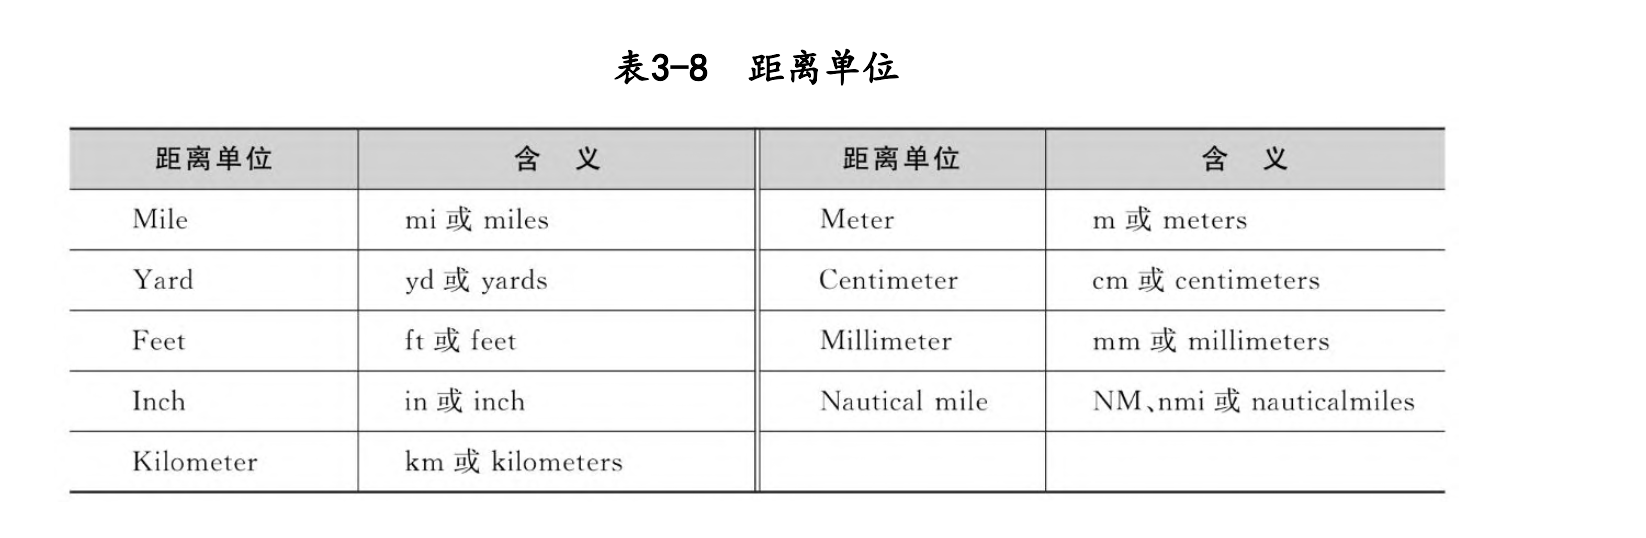 表3-8 距离单位
距离单位 含 义 距离单位 含 义
Mile mi 或 miles Meter m 或 meters
Yard yd 或 yards Centimeter cm 或 centimeters
Feet ft 或 feet Millimeter mm 或 millimeters
Inch in 或 inch Nautical mile NM、nmi 或 nauticalmiles
Kilometer km 或 kilometers